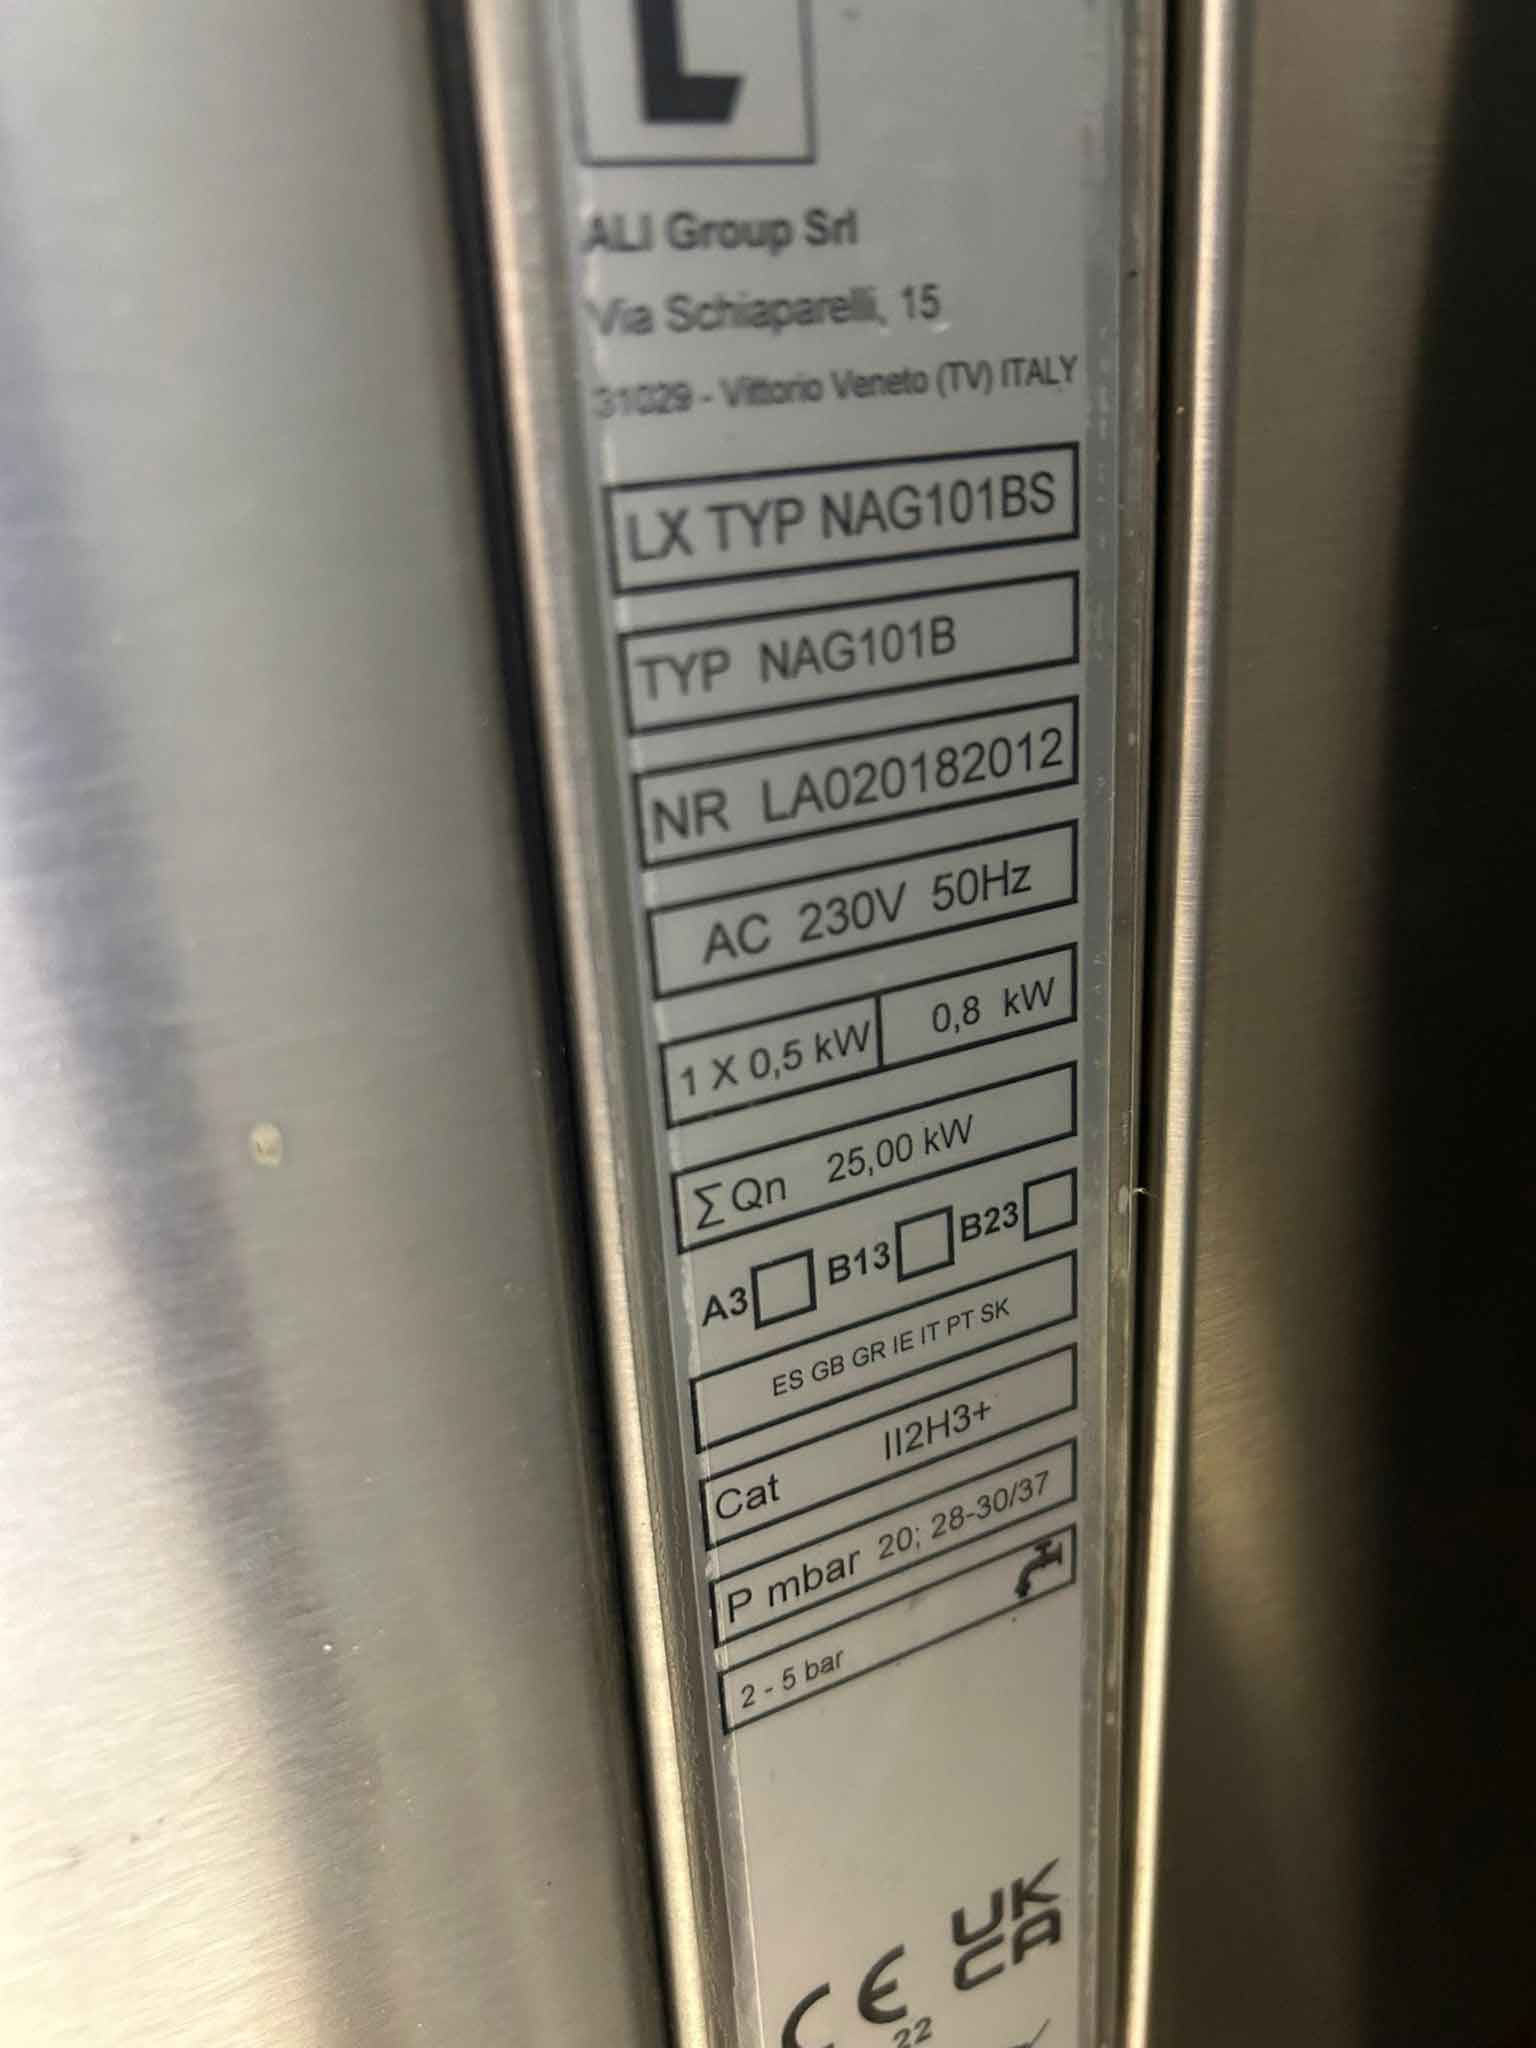 L
ALI Group Srl
Via Schiaparelli, 15
31029 - Vittorio Veneto (TV) ITALY
LX TYP NAG101BS
TYP NAG101B
NR LA020182012
AC 230V 50Hz
1 X 0,5 kW 0,8 kW
∑Qn 25,00 kW
A3 B13 B23
ES GB GR IE IT PT SK
Cat II2H3+
P mbar 20; 28-30/37
2 - 5 bar
UK
CA
CE
22